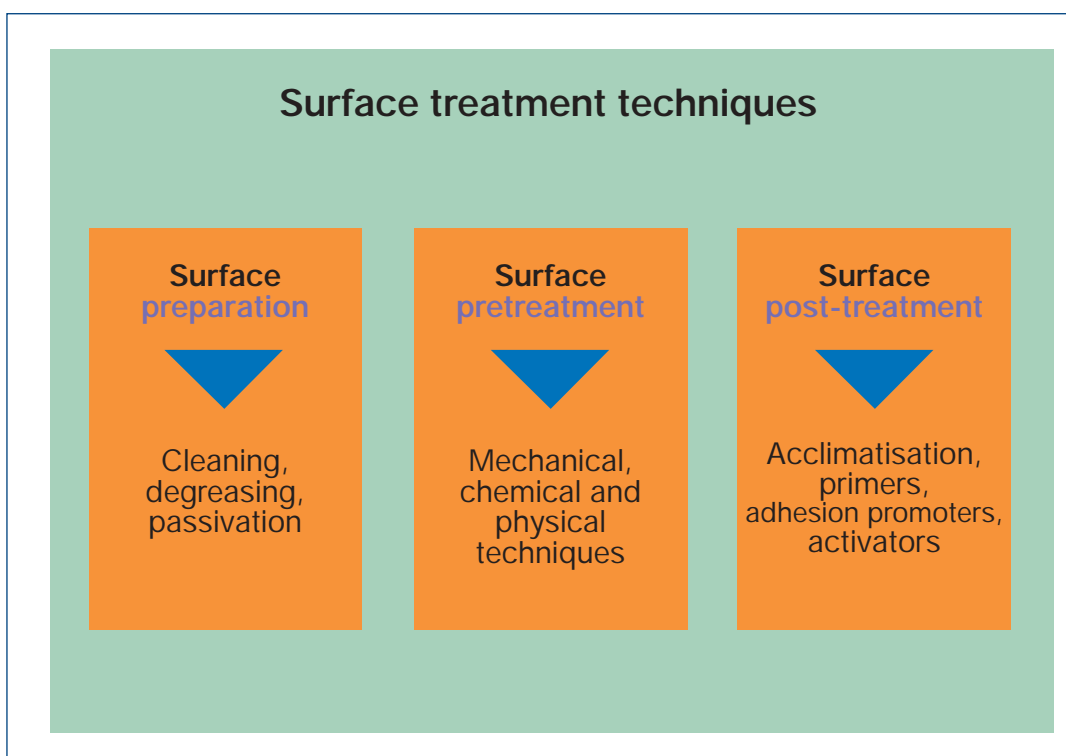 Surface treatment techniques
Surface
preparation
Cleaning,
degreasing,
passivation
Surface
pretreatment
Mechanical,
chemical and
physical
techniques
Surface
post-treatment
Acclimatisation,
primers,
adhesion promoters,
activators